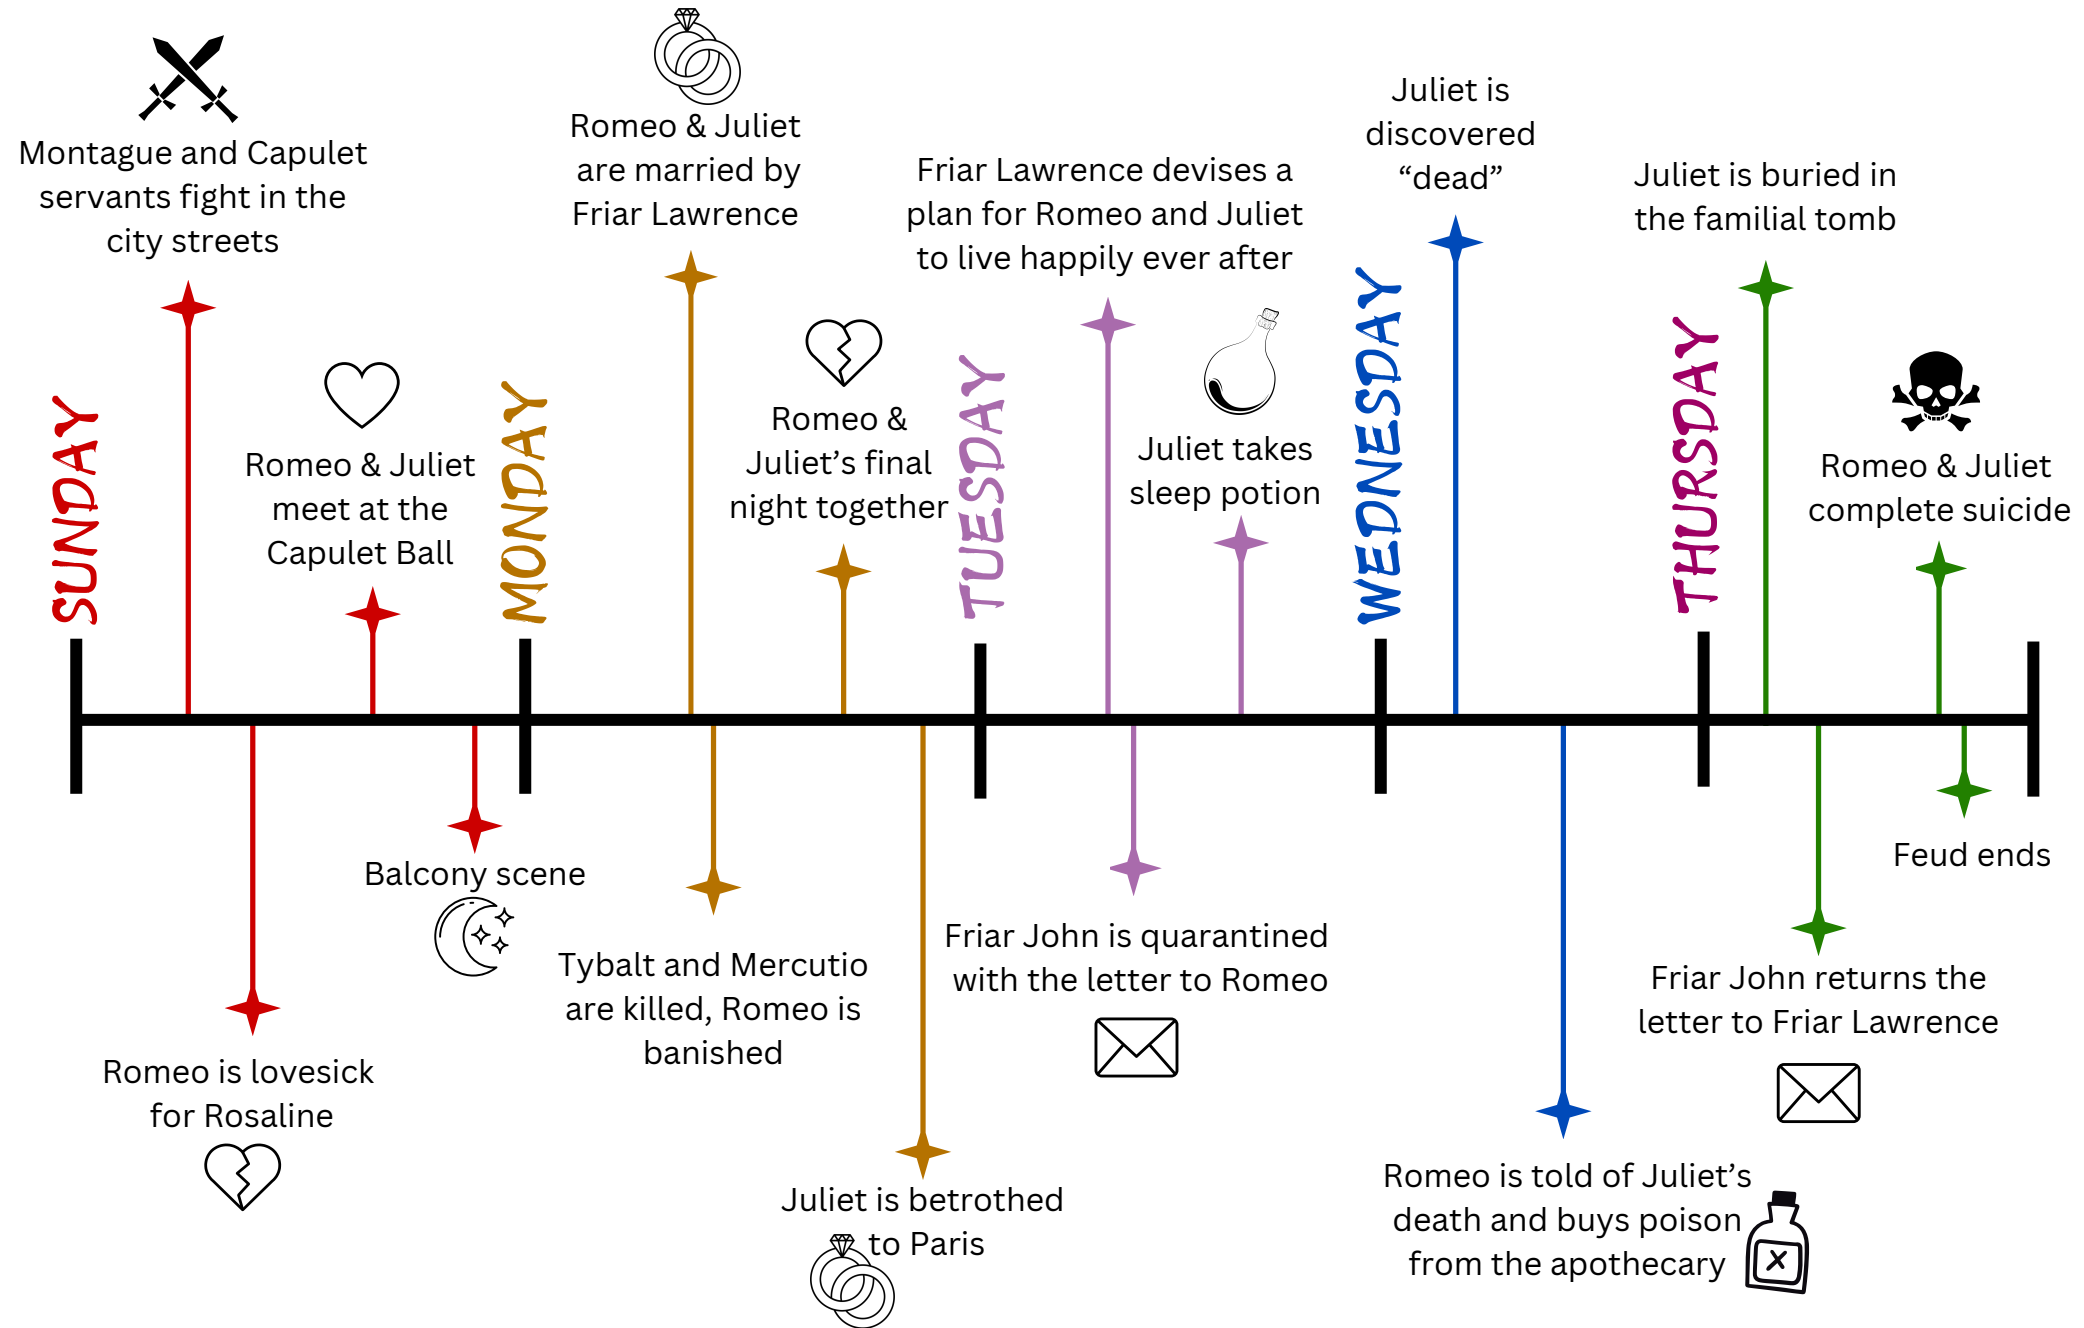 SUNDAY
Montague and Capulet
servants fight in the
city streets
Romeo is lovesick
for Rosaline
Romeo & Juliet
meet at the
Capulet Ball
Balcony scene
MONDAY
Romeo & Juliet
are married by
Friar Lawrence
Tybalt and Mercutio
are killed, Romeo is
banished
Romeo &
Juliet’s final
night together
Juliet is betrothed
to Paris
TUESDAY
Friar Lawrence devises a
plan for Romeo and Juliet
to live happily ever after
Friar John is quarantined
with the letter to Romeo
Juliet takes
sleep potion
WEDNESDAY
Juliet is
discovered
“dead”
Romeo is told of Juliet’s
death and buys poison
from the apothecary
X
THURSDAY
Juliet is buried in
the familial tomb
Friar John returns the
letter to Friar Lawrence
Romeo & Juliet
complete suicide
Feud ends